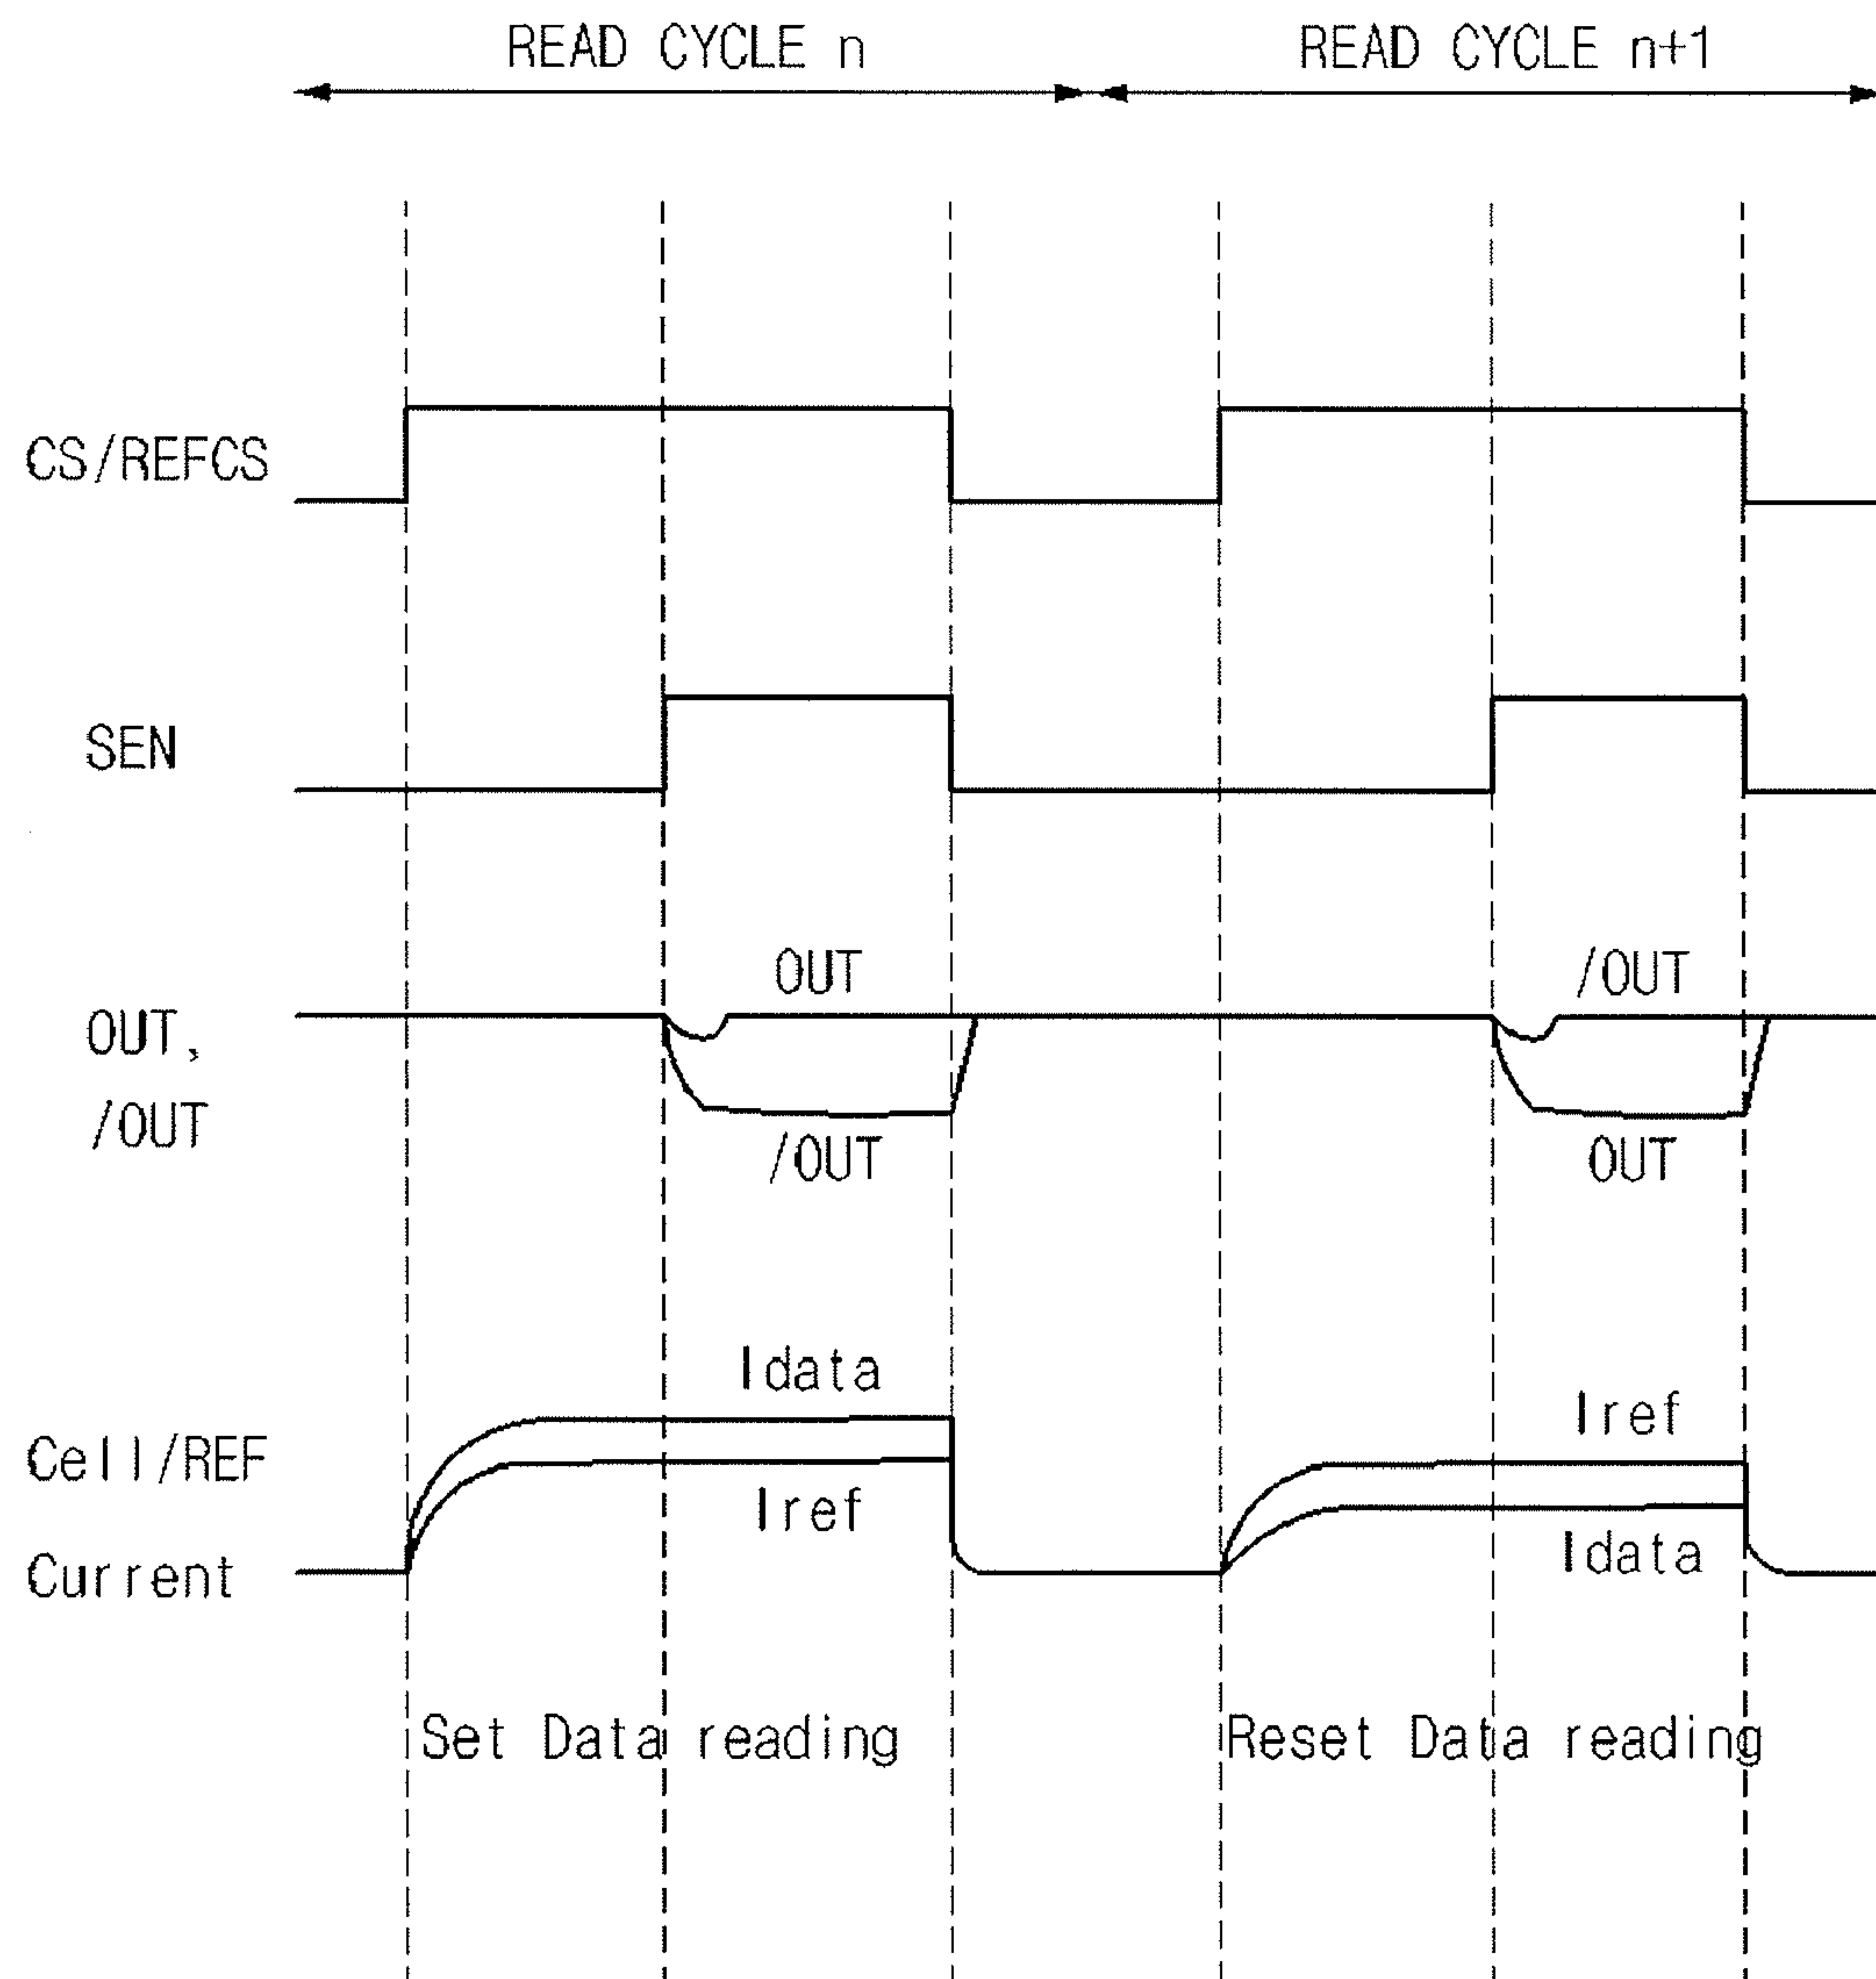 READ CYCLE n
READ CYCLE n+1
CS/REFCS
SEN
OUT
/OUT
OUT,
/OUT
/OUT
OUT
Idata
Iref
Cell/REF
Iref
Current
Idata
Set Data reading
Reset Data reading